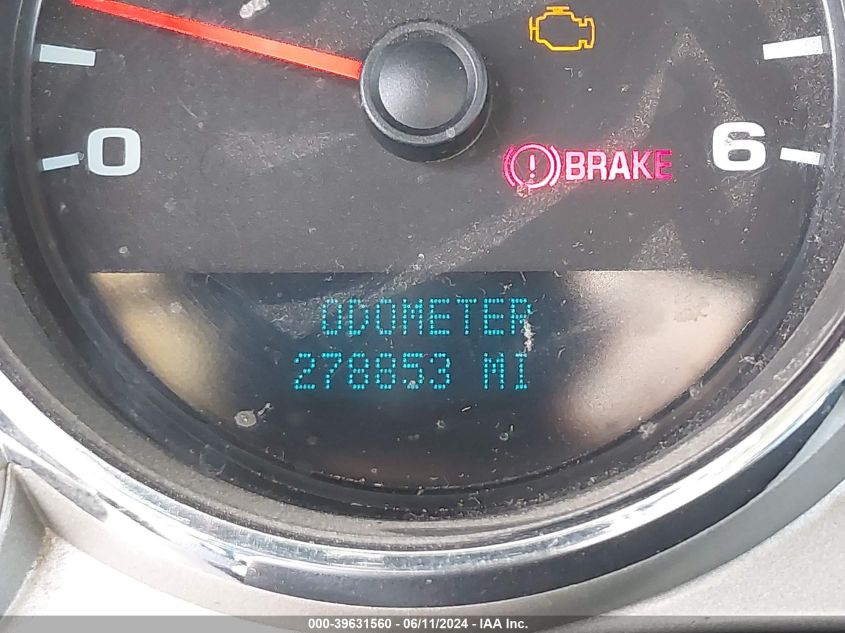 0
6
BRAKE
ODOMETER
278853 MI
000-39631560 / 06/11/2024 - IAA Inc.